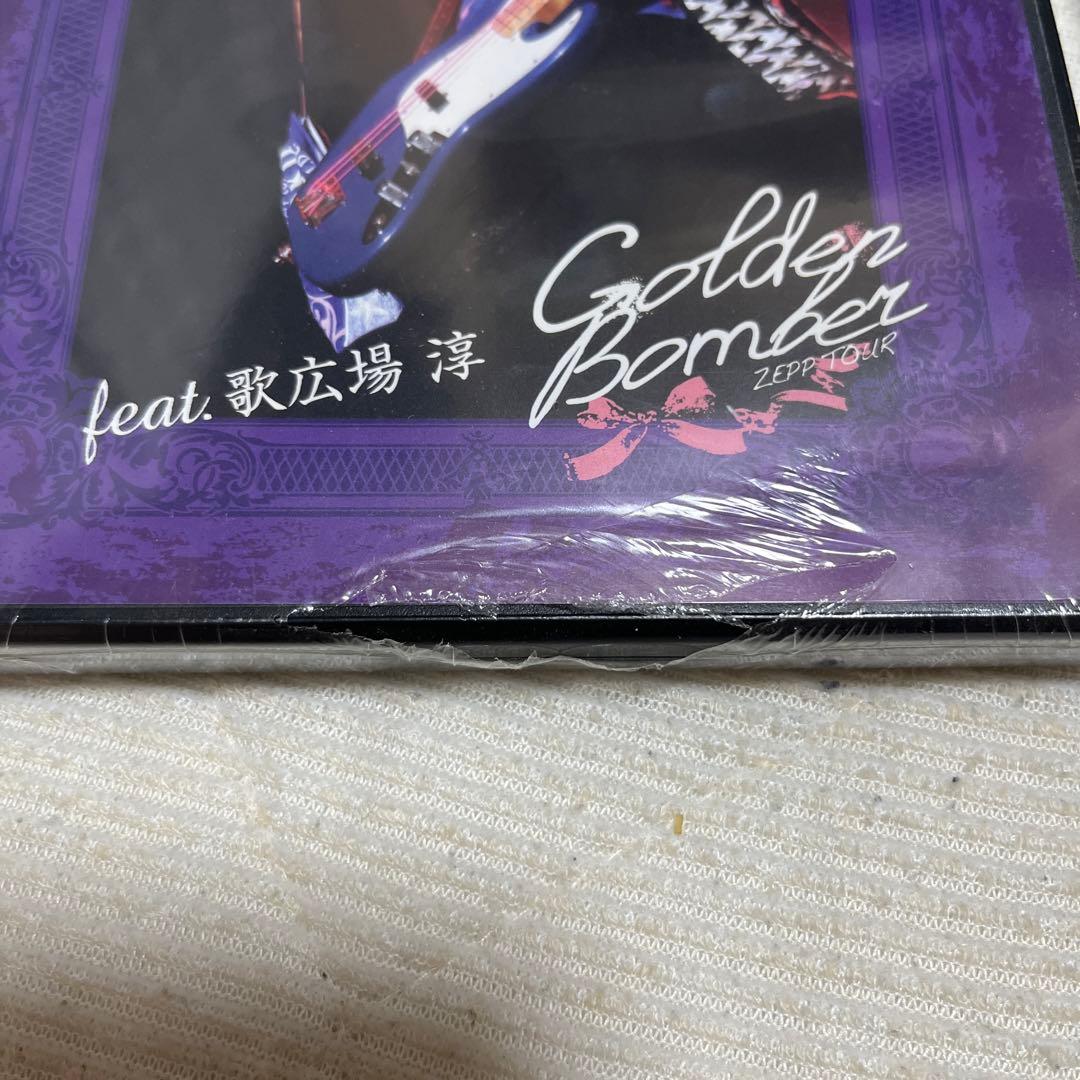 Golden
Bomber
ZEPP TOUR
feat. 歌広場 淳